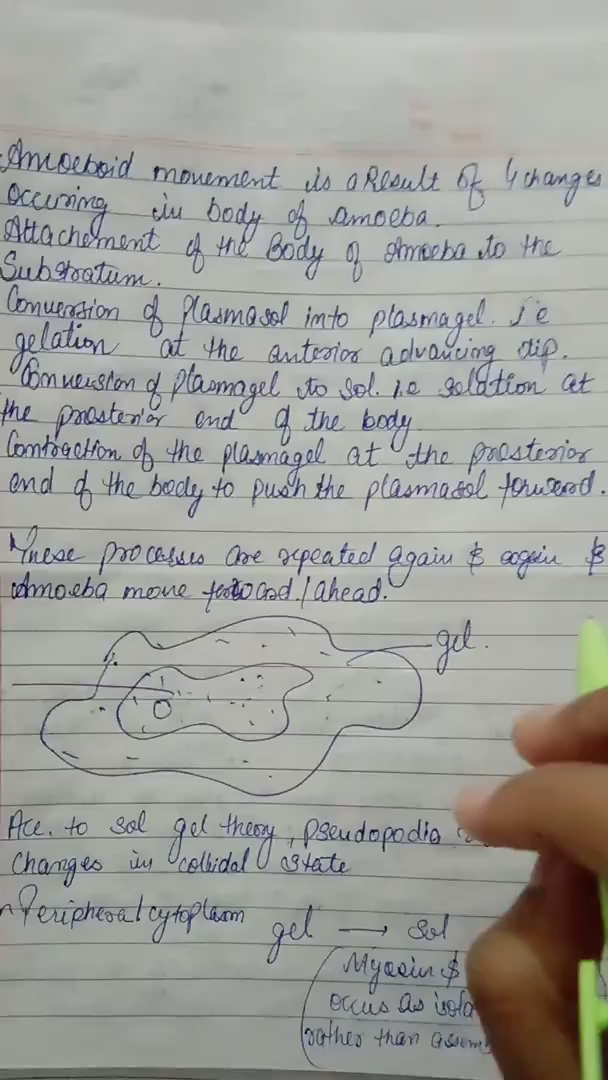 Amoeboid movement is a Result of 4 changes
occuring in body of amoeba.
Attachement of the Body of Amoeba to the
Substratum.
Conversion of plasmasol into plasmagel. i.e
gelation at the anterior advancing tip.
Conversion of plasmagel to sol. i.e solation at
the prosterior end of the body
Contraction of the plasmagel at the prosterior
end of the body to push the plasmasol forward.
These processes are repeated again & again &
Amoeba move forward / ahead.
gel.
Acc. to sol gel theory, pseudopodia
changes in collidal state
Peripheral cytoplasm
gel → sol
Myosin &
occus as
rather than